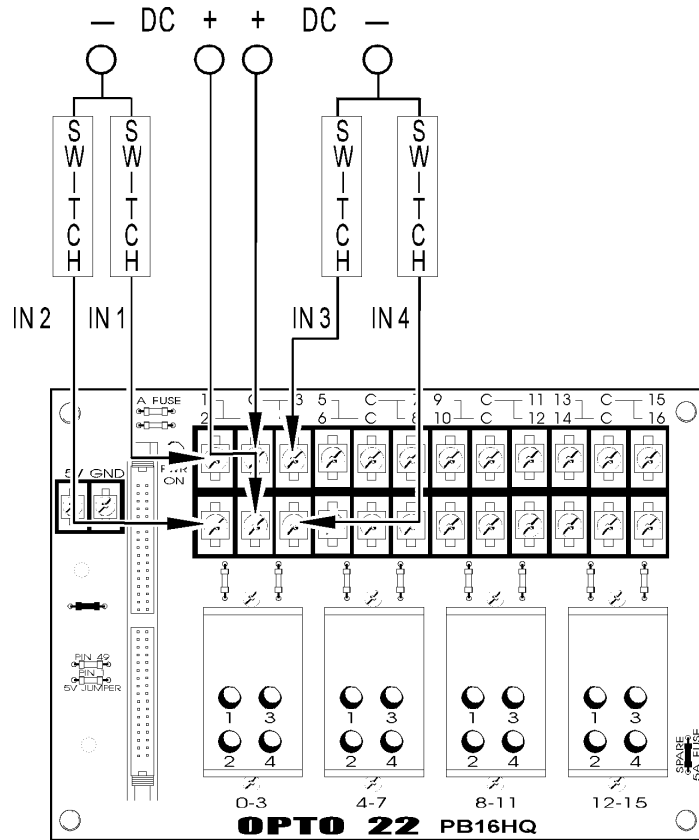 — DC + + DC —
SWITCH SWITCH SWITCH SWITCH
IN 2 IN 1 IN 3 IN 4
A FUSE 1 C 3 5 C 7 9 C 11 13 C 15
2 6 C 8 10 C 12 14 C 16
5V GND
PWR
ON
PIN 49
PIN 1
5V JUMPER
1 3 1 3 1 3 1 3
2 4 2 4 2 4 2 4
SPARE
5A FUSE
0-3 4-7 8-11 12-15
OPTO 22 PB16HQ